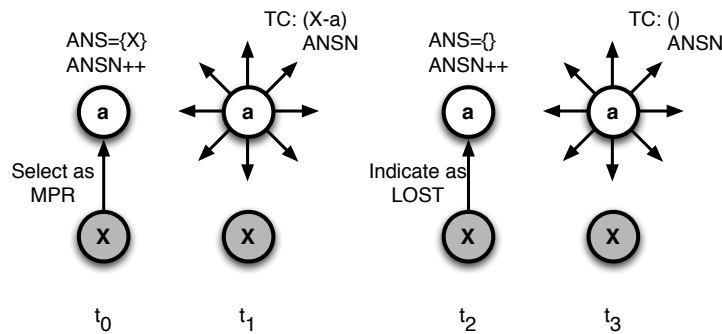 ANS={X}
ANSN++
a
Select as
MPR
X
t0
TC: (X-a)
ANSN
a
X
t1
ANS={}
ANSN++
a
Indicate as
LOST
X
t2
TC: ()
ANSN
a
X
t3